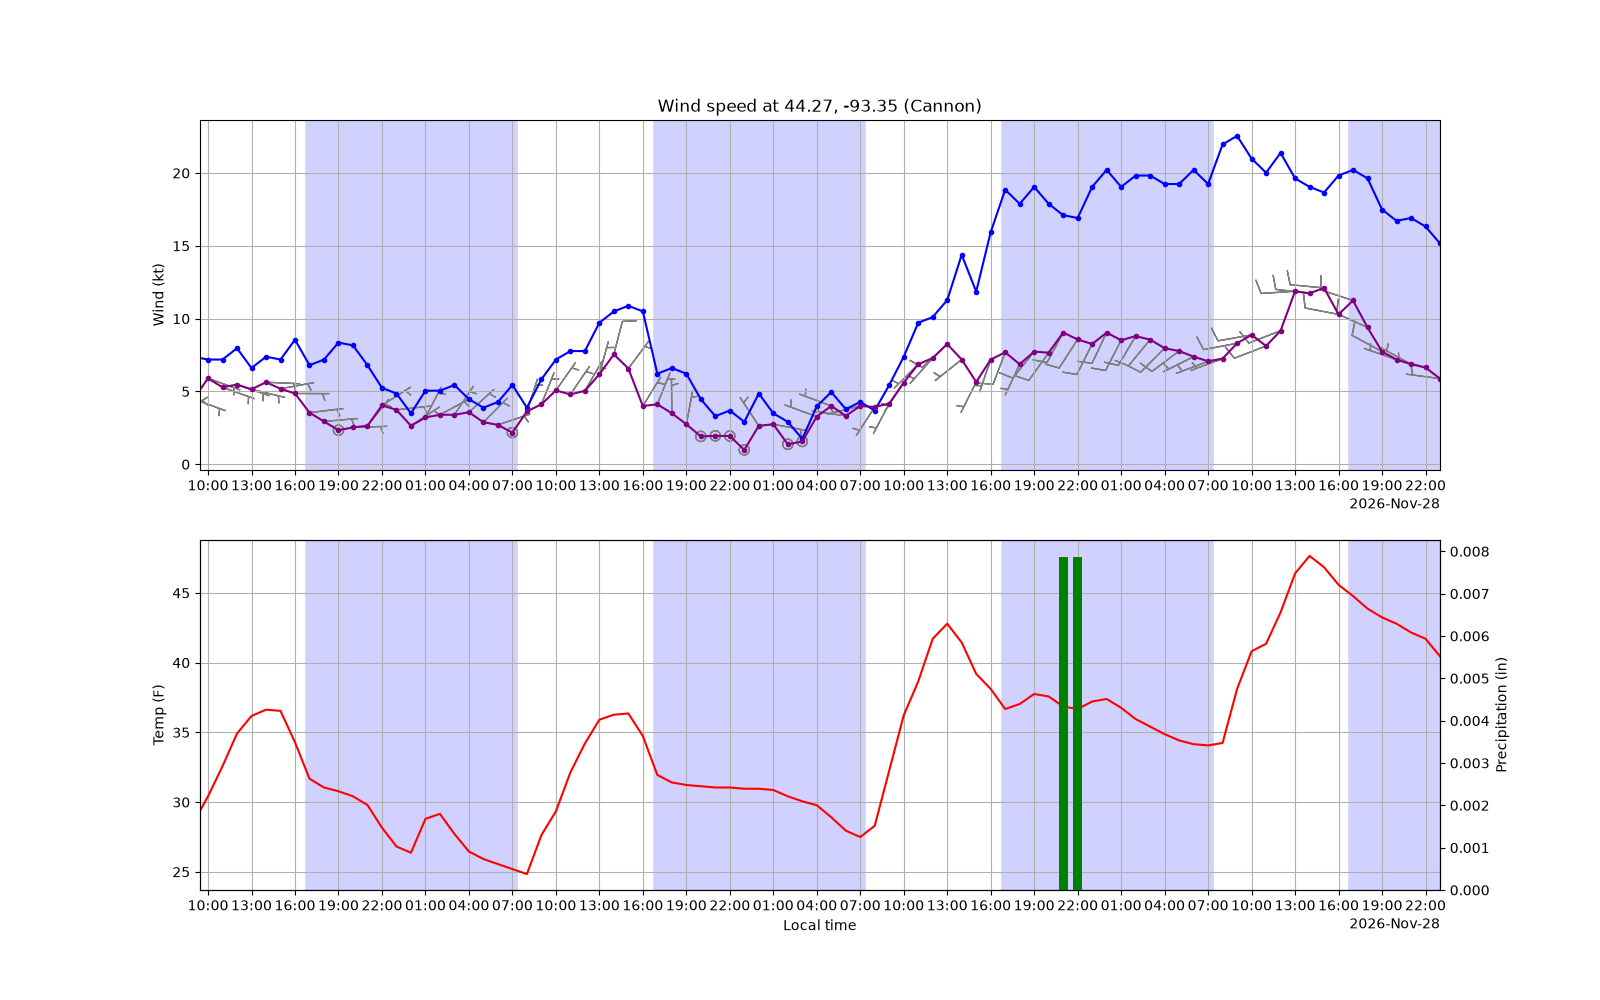 Wind speed at 44.27, -93.35 (Cannon)
Wind (kt)
20
15
10
5
0
10:00 13:00 16:00 19:00 22:00 01:00 04:00 07:00 10:00 13:00 16:00 19:00 22:00 01:00 04:00 07:00 10:00 13:00 16:00 19:00 22:00 01:00 04:00 07:00 10:00 13:00 16:00 19:00 22:00
2026-Nov-28
Temp (F)
45
40
35
30
25
0.008
0.007
0.006
0.005
0.004
0.003
0.002
0.001
0.000
Precipitation (in)
10:00 13:00 16:00 19:00 22:00 01:00 04:00 07:00 10:00 13:00 16:00 19:00 22:00 01:00 04:00 07:00 10:00 13:00 16:00 19:00 22:00 01:00 04:00 07:00 10:00 13:00 16:00 19:00 22:00
Local time
2026-Nov-28